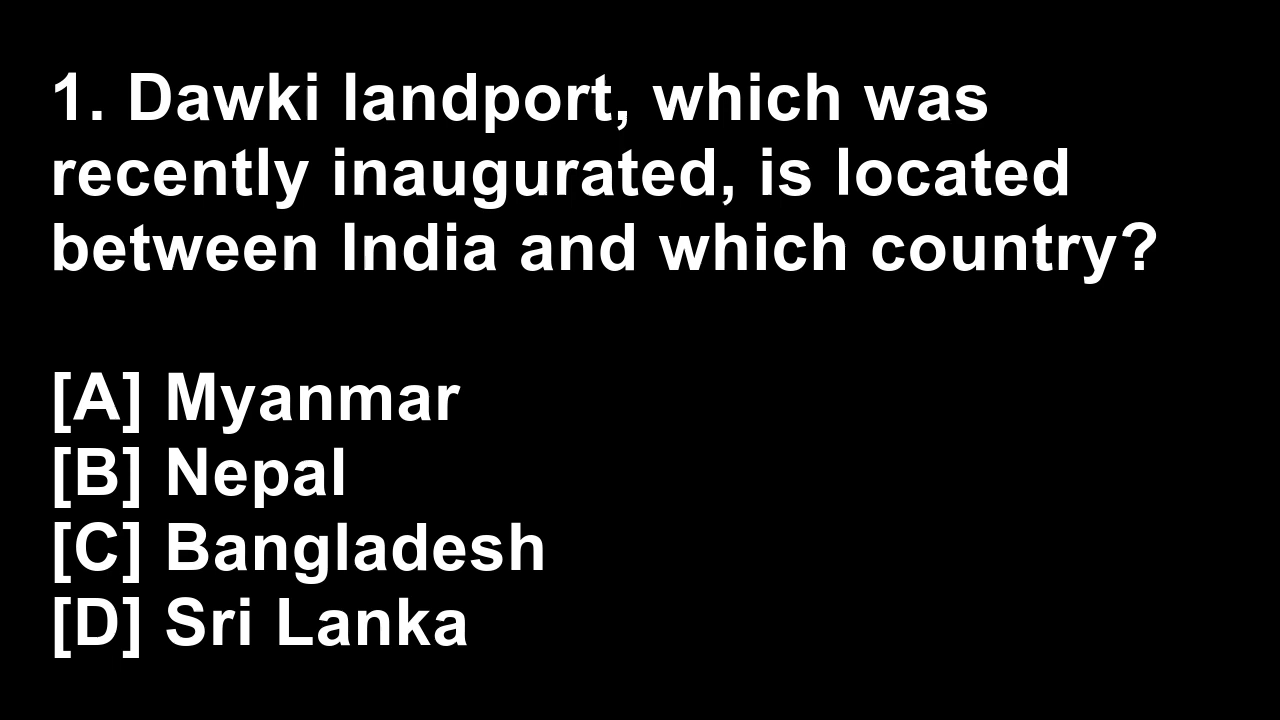 1. Dawki landport, which was
recently inaugurated, is located
between India and which country?
[A] Myanmar
[B] Nepal
[C] Bangladesh
[D] Sri Lanka